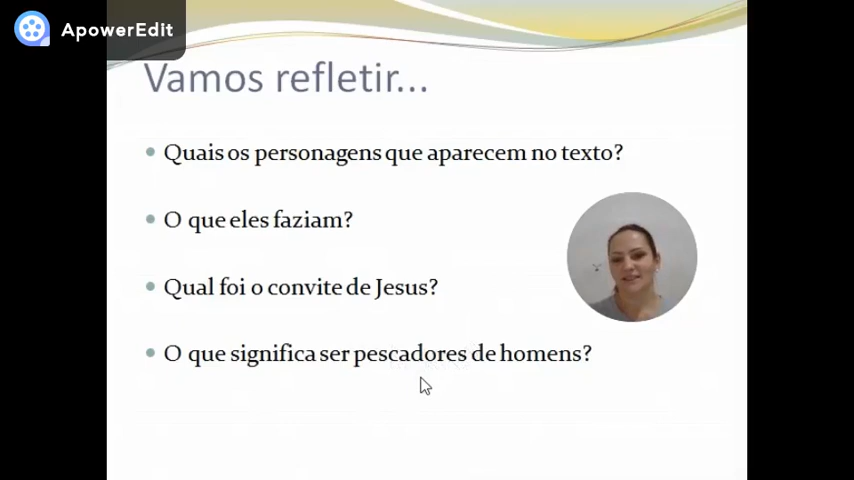 ApowerEdit
Vamos refletir...
Quais os personagens que aparecem no texto?
O que eles faziam?
Qual foi o convite de Jesus?
O que significa ser pescadores de homens?